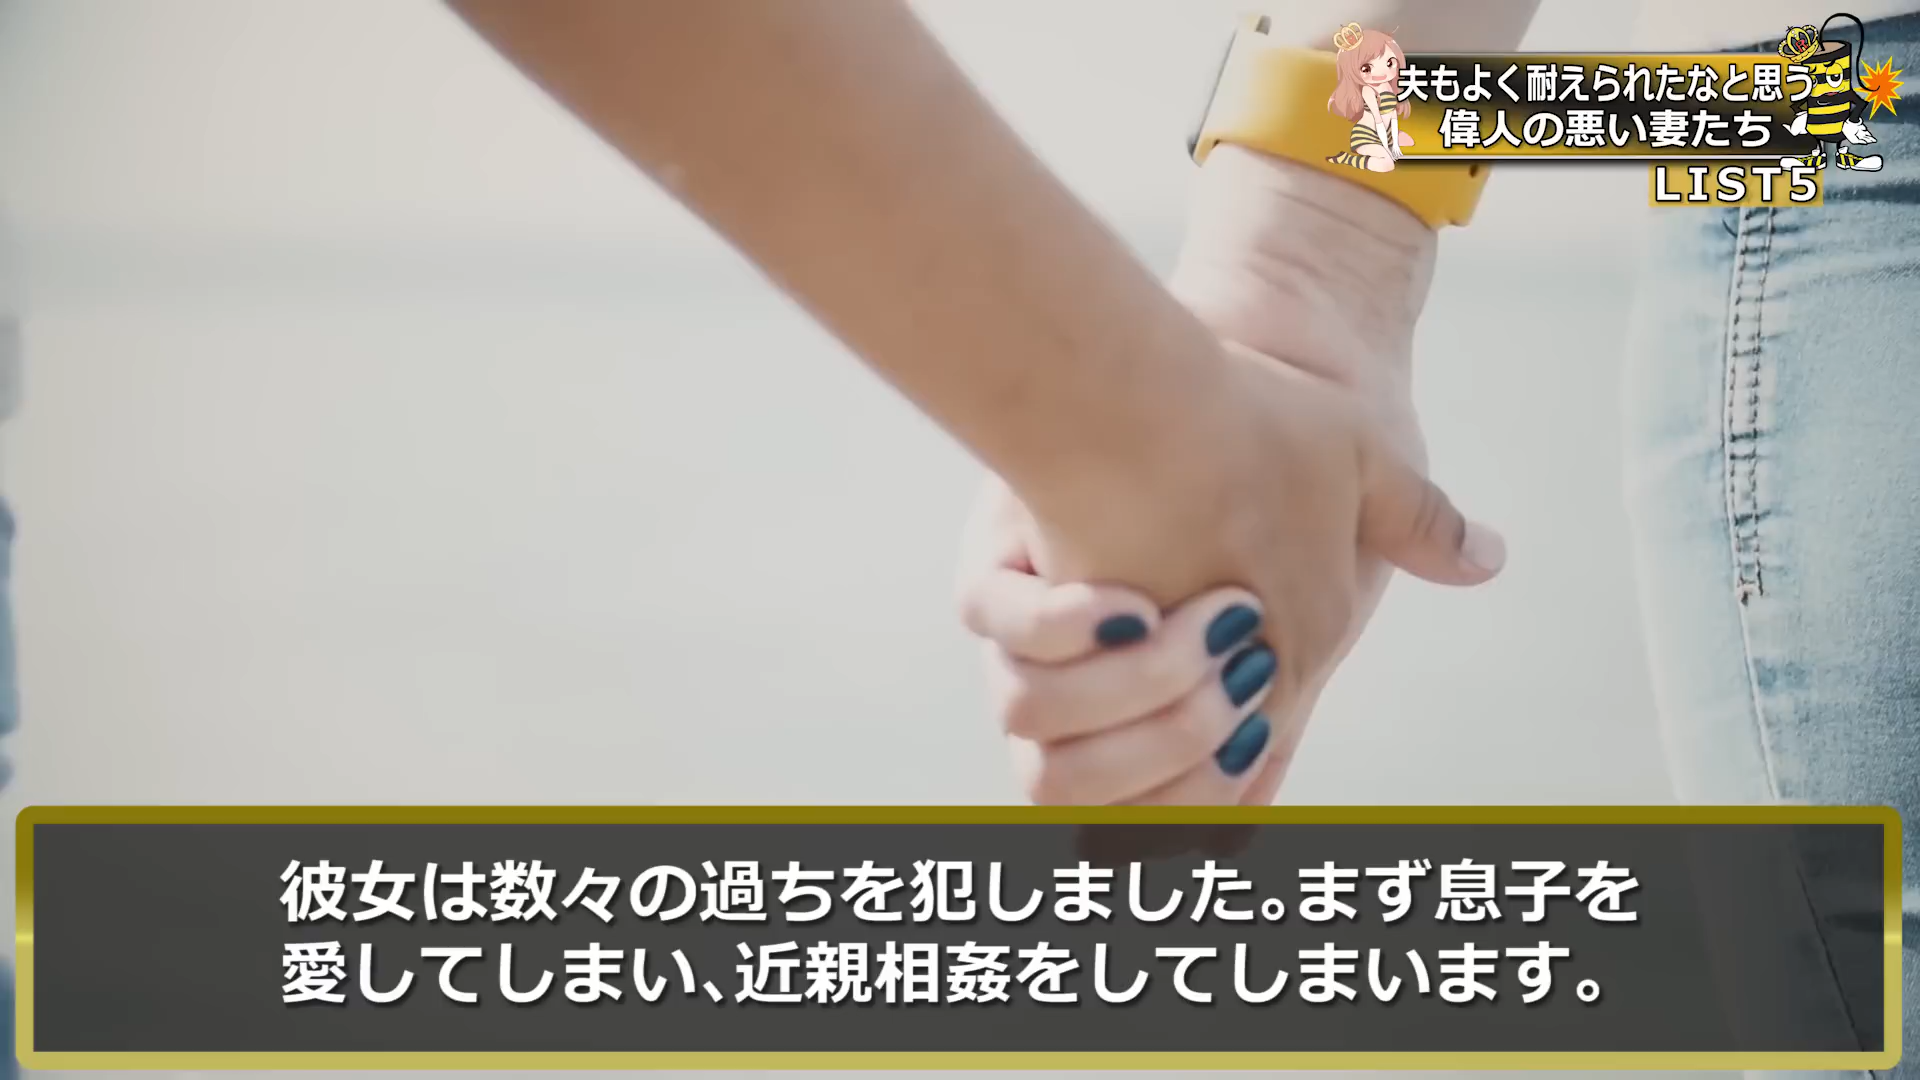 夫もよく耐えられたなと思う
偉人の悪い妻たち
LIST5
彼女は数々の過ちを犯しました。まず息子を
愛してしまい、近親相姦をしてしまいます。